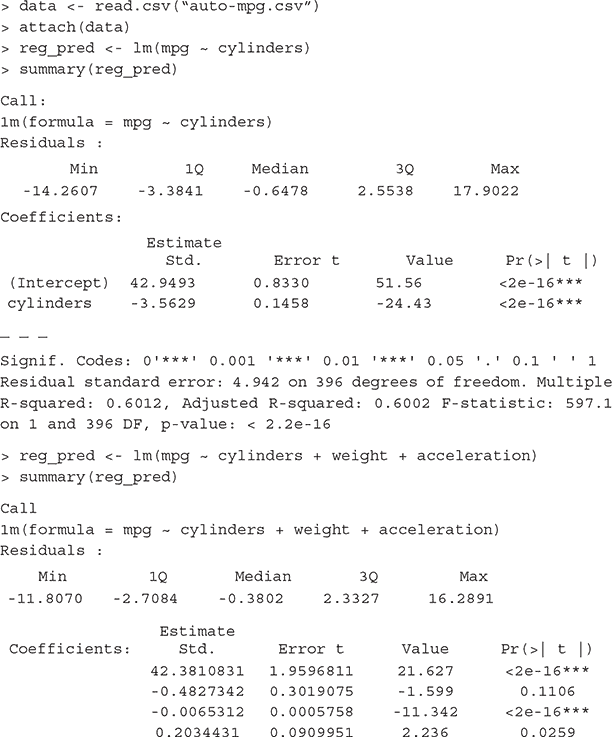 > data <- read.csv(“auto-mpg.csv”)
> attach(data)
> reg_pred <- lm(mpg ~ cylinders)
> summary(reg_pred)
Call:
1m(formula = mpg ~ cylinders)
Residuals :
Min 1Q Median 3Q Max
-14.2607 -3.3841 -0.6478 2.5538 17.9022
Coefficients:
Estimate
Std. Error t Value Pr(>| t |)
(Intercept) 42.9493 0.8330 51.56 <2e-16***
cylinders -3.5629 0.1458 -24.43 <2e-16***
— — —
Signif. Codes: 0'***' 0.001 '***' 0.01 '***' 0.05 '.' 0.1 ' ' 1
Residual standard error: 4.942 on 396 degrees of freedom. Multiple
R-squared: 0.6012, Adjusted R-squared: 0.6002 F-statistic: 597.1
on 1 and 396 DF, p-value: < 2.2e-16
> reg_pred <- lm(mpg ~ cylinders + weight + acceleration)
> summary(reg_pred)
Call
1m(formula = mpg ~ cylinders + weight + acceleration)
Residuals :
Min 1Q Median 3Q Max
-11.8070 -2.7084 -0.3802 2.3327 16.2891
Estimate
Coefficients: Std. Error t Value Pr(>| t |)
42.3810831 1.9596811 21.627 <2e-16***
-0.4827342 0.3019075 -1.599 0.1106
-0.0065312 0.0005758 -11.342 <2e-16***
0.2034431 0.0909951 2.236 0.0259